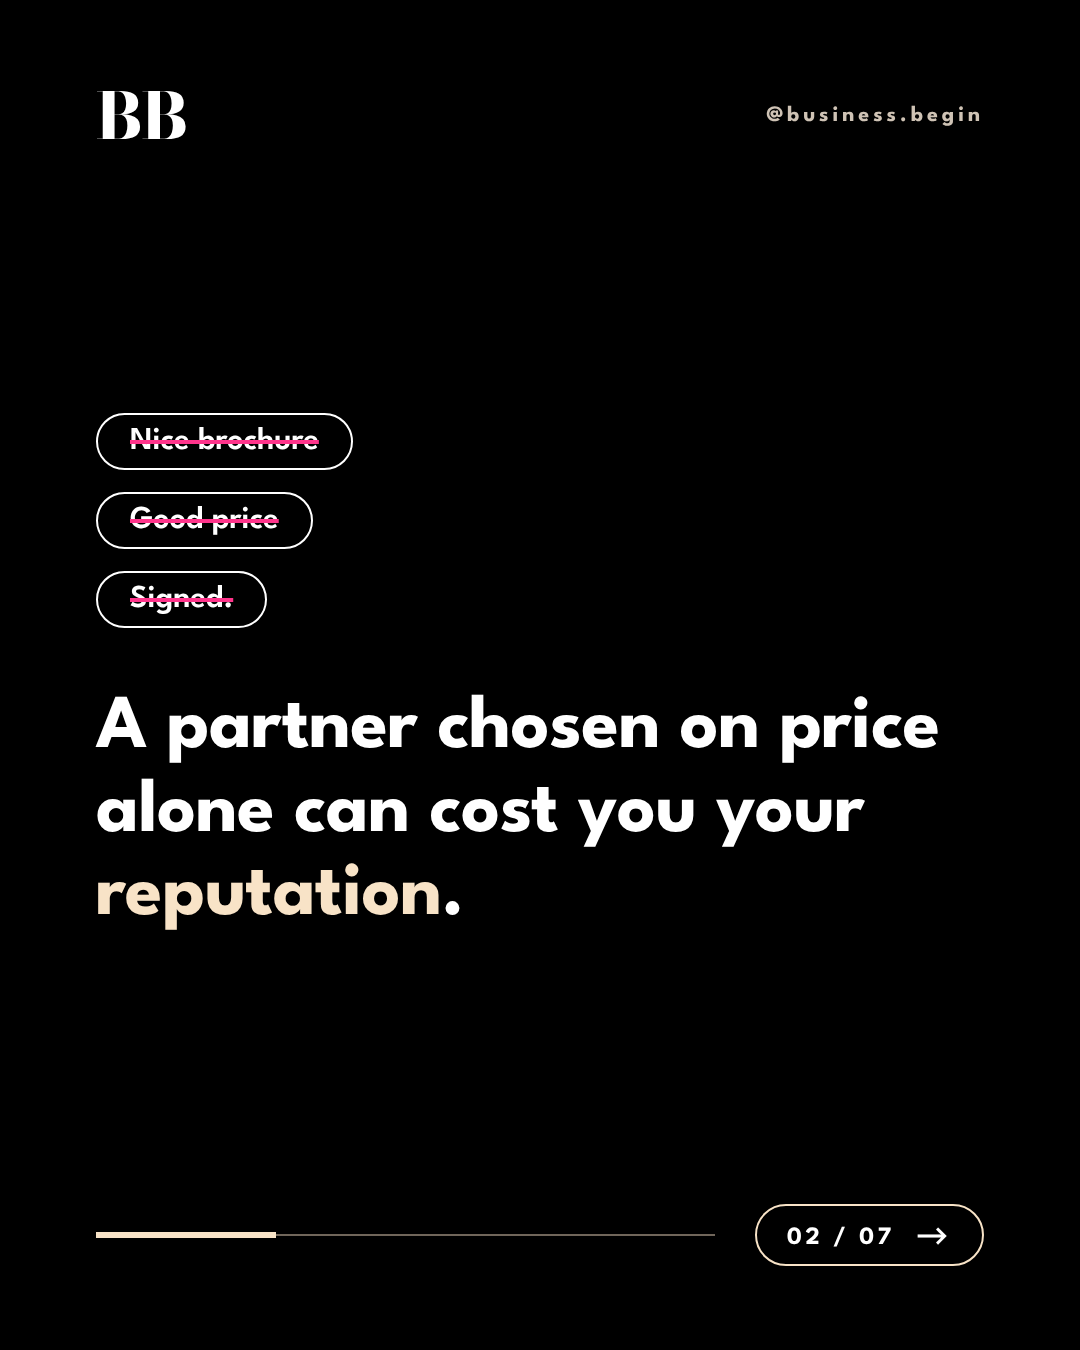 BB
@business.begin
Nice brochure
Good price
Signed.
A partner chosen on price
alone can cost you your
reputation.
02 / 07 →